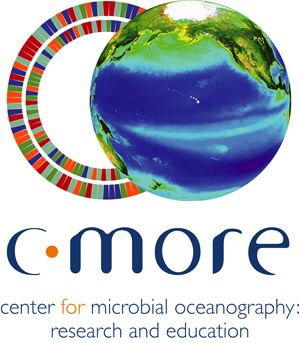 c·more
center for microbial oceanography:
research and education